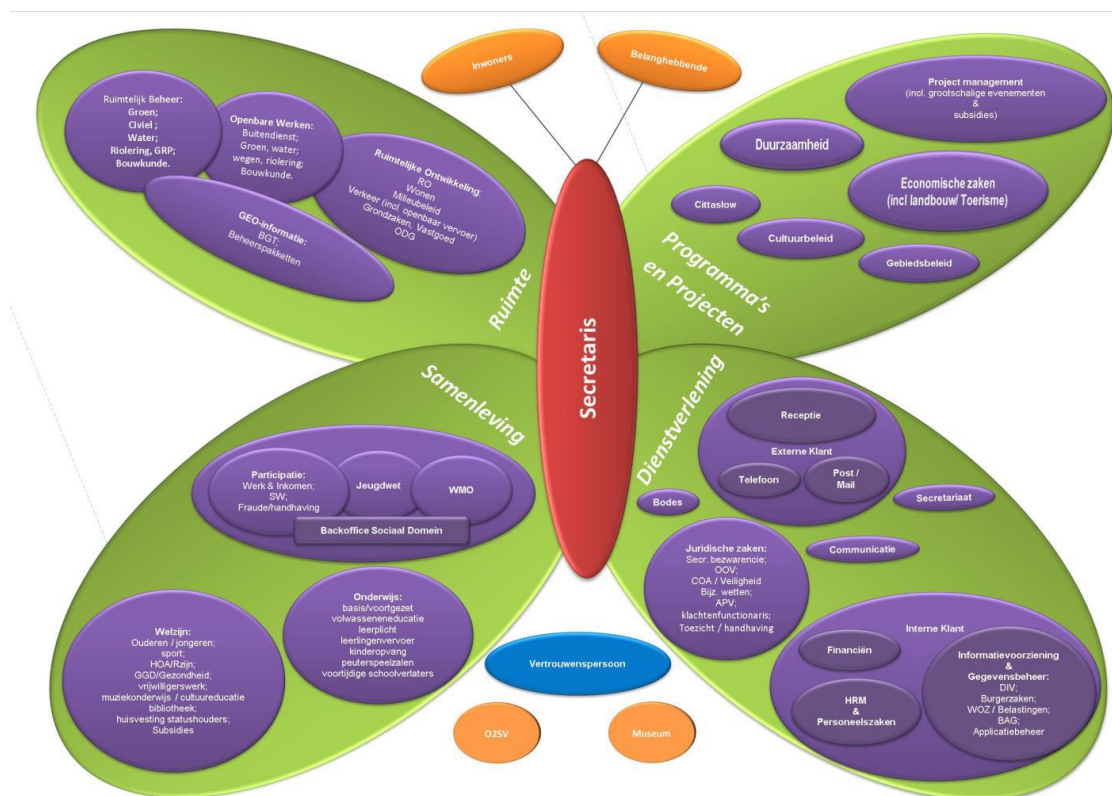 Inwoners
Belanghebbende
Ruimtelijk Beheer:
Groen;
Civiel ;
Water;
Riolering, GRP;
Bouwkunde.
Openbare Werken:
Buitendienst;
Groen, water;
wegen, riolering;
Bouwkunde.
Ruimtelijke Ontwikkeling:
RO
Wonen
Milieubeleid
Verkeer (incl. openbaar vervoer)
Grondzaken, Vastgoed
ODG
GEO-informatie:
BGT;
Beheerspakketten
Ruimte
Project management
(incl. grootschalige evenementen
&
subsidies)
Duurzaamheid
Economische zaken
(incl landbouw/ Toerisme)
Cittaslow
Cultuurbeleid
Gebiedsbeleid
Programma's
en Projecten
Secretaris
Samenleving
Participatie:
Werk & Inkomen;
SW;
Fraude/handhaving
Jeugdwet
WMO
Backoffice Sociaal Domein
Onderwijs:
basis/voortgezet
volwasseneneducatie
leerplicht
leerlingenvervoer
kinderopvang
peuterspeelzalen
voortijdige schoolverlaters
Welzijn:
Ouderen / jongeren;
sport;
HOA/Rzijn;
GGD/Gezondheid;
vrijwilligerswerk;
muziekonderwijs / cultuureducatie
bibliotheek;
huisvesting statushouders;
Subsidies
Dienstverlening
Receptie
Externe Klant
Telefoon
Post /
Mail
Bodes
Secretariaat
Communicatie
Juridische zaken:
Secr. bezwarencie;
OOV;
COA / Veiligheid
Bijz. wetten;
APV;
klachtenfunctionaris;
Toezicht / handhaving
Interne Klant
Financiën
HRM
&
Personeelszaken
Informatievoorziening
&
Gegevensbeheer:
DIV;
Burgerzaken;
WOZ / Belastingen;
BAG;
Applicatiebeheer
Vertrouwenspersoon
O2SV
Museum